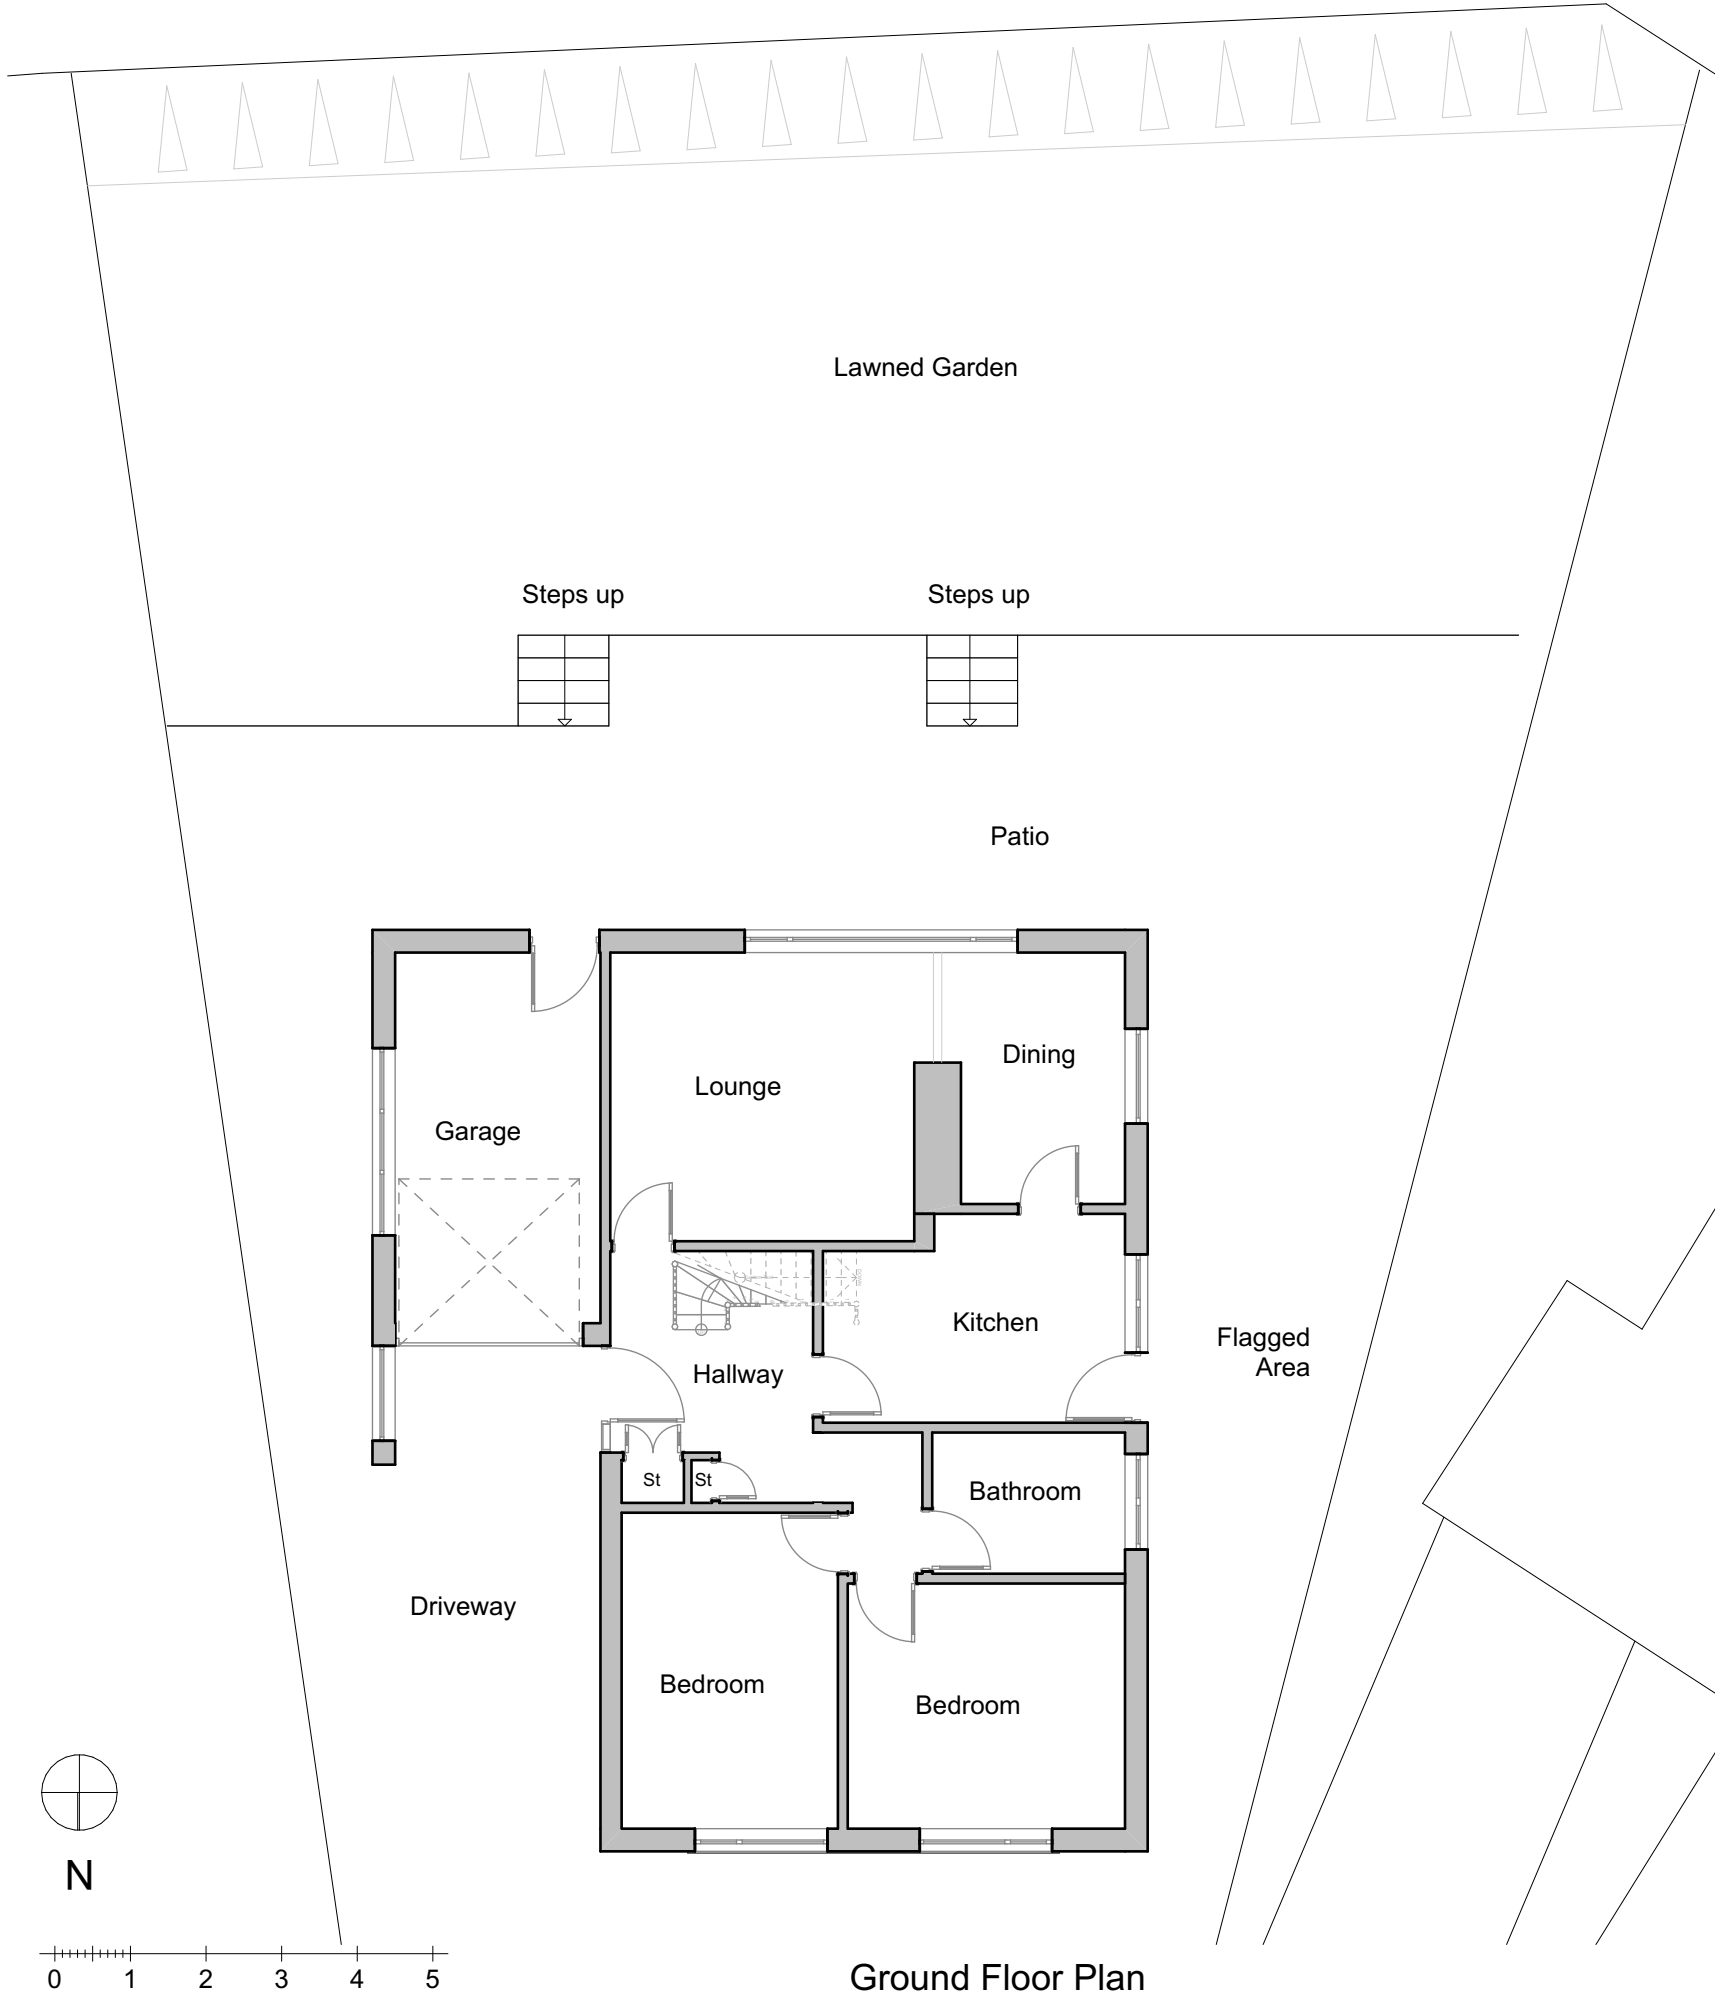 Lawned Garden
Steps up
Steps up
Patio
Dining
Lounge
Garage
Kitchen
Flagged
Area
Hallway
St
St
Bathroom
Driveway
Bedroom
Bedroom
N
0 1 2 3 4 5
Ground Floor Plan